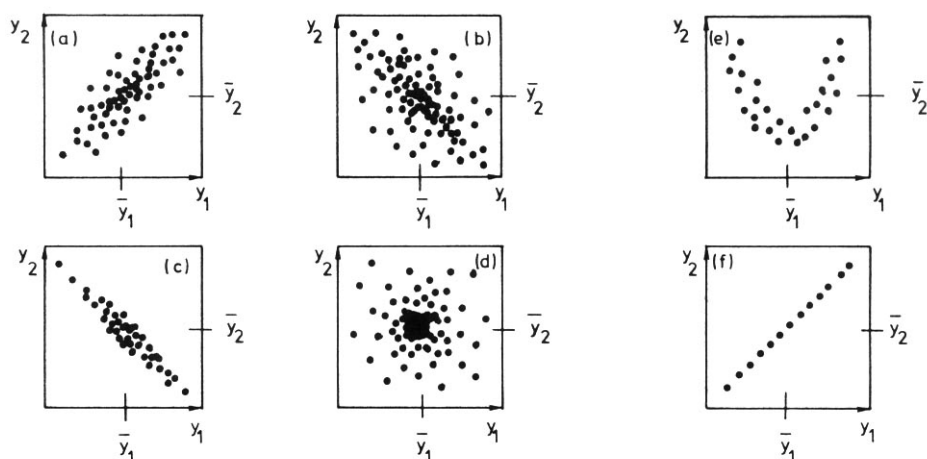 y₂ (a)
ȳ₂
ȳ₁ y₁
y₂ (b)
ȳ₂
ȳ₁ y₁
y₂ (e)
ȳ₂
ȳ₁ y₁
y₂ (c)
ȳ₂
ȳ₁ y₁
y₂ (d)
ȳ₂
ȳ₁ y₁
y₂ (f)
ȳ₂
ȳ₁ y₁